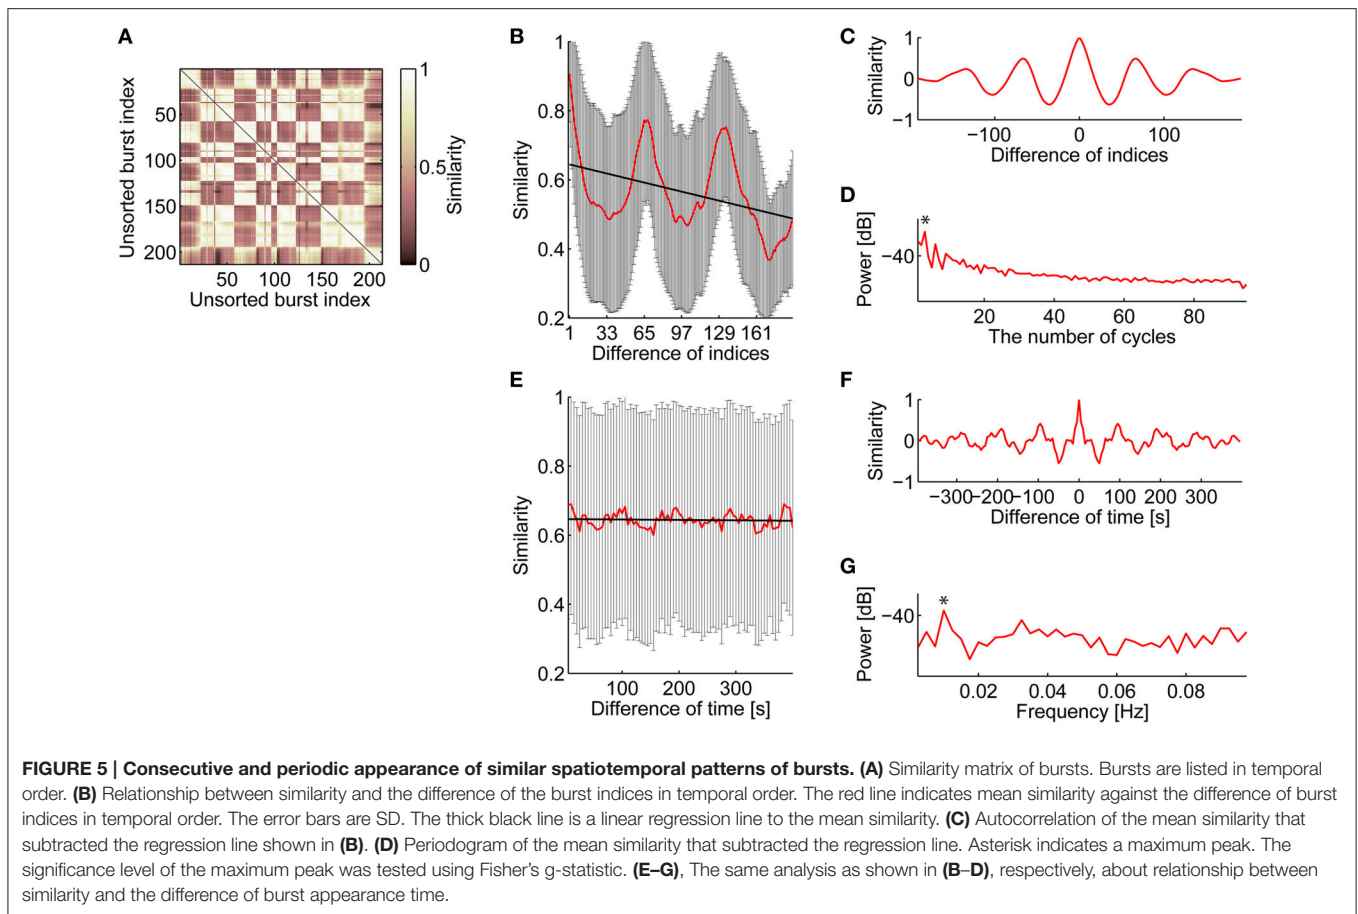 A
Unsorted burst index
50
100
150
200
50 100 150 200
Unsorted burst index
1
0.5
0
Similarity
B
Similarity
1
0.8
0.6
0.4
0.2
1 33 65 97 129 161
Difference of indices
C
Similarity
1
0
−1
−100 0 100
Difference of indices
D
Power [dB]
*
−40
20 40 60 80
The number of cycles
E
Similarity
1
0.8
0.6
0.4
0.2
100 200 300
Difference of time [s]
F
Similarity
1
0
−1
−300 −200 −100 0 100 200 300
Difference of time [s]
G
Power [dB]
*
−40
0.02 0.04 0.06 0.08
Frequency [Hz]
FIGURE 5 | Consecutive and periodic appearance of similar spatiotemporal patterns of bursts. (A) Similarity matrix of bursts. Bursts are listed in temporal
order. (B) Relationship between similarity and the difference of the burst indices in temporal order. The red line indicates mean similarity against the difference of burst
indices in temporal order. The error bars are SD. The thick black line is a linear regression line to the mean similarity. (C) Autocorrelation of the mean similarity that
subtracted the regression line shown in (B). (D) Periodogram of the mean similarity that subtracted the regression line. Asterisk indicates a maximum peak. The
significance level of the maximum peak was tested using Fisher's g-statistic. (E–G), The same analysis as shown in (B–D), respectively, about relationship between
similarity and the difference of burst appearance time.